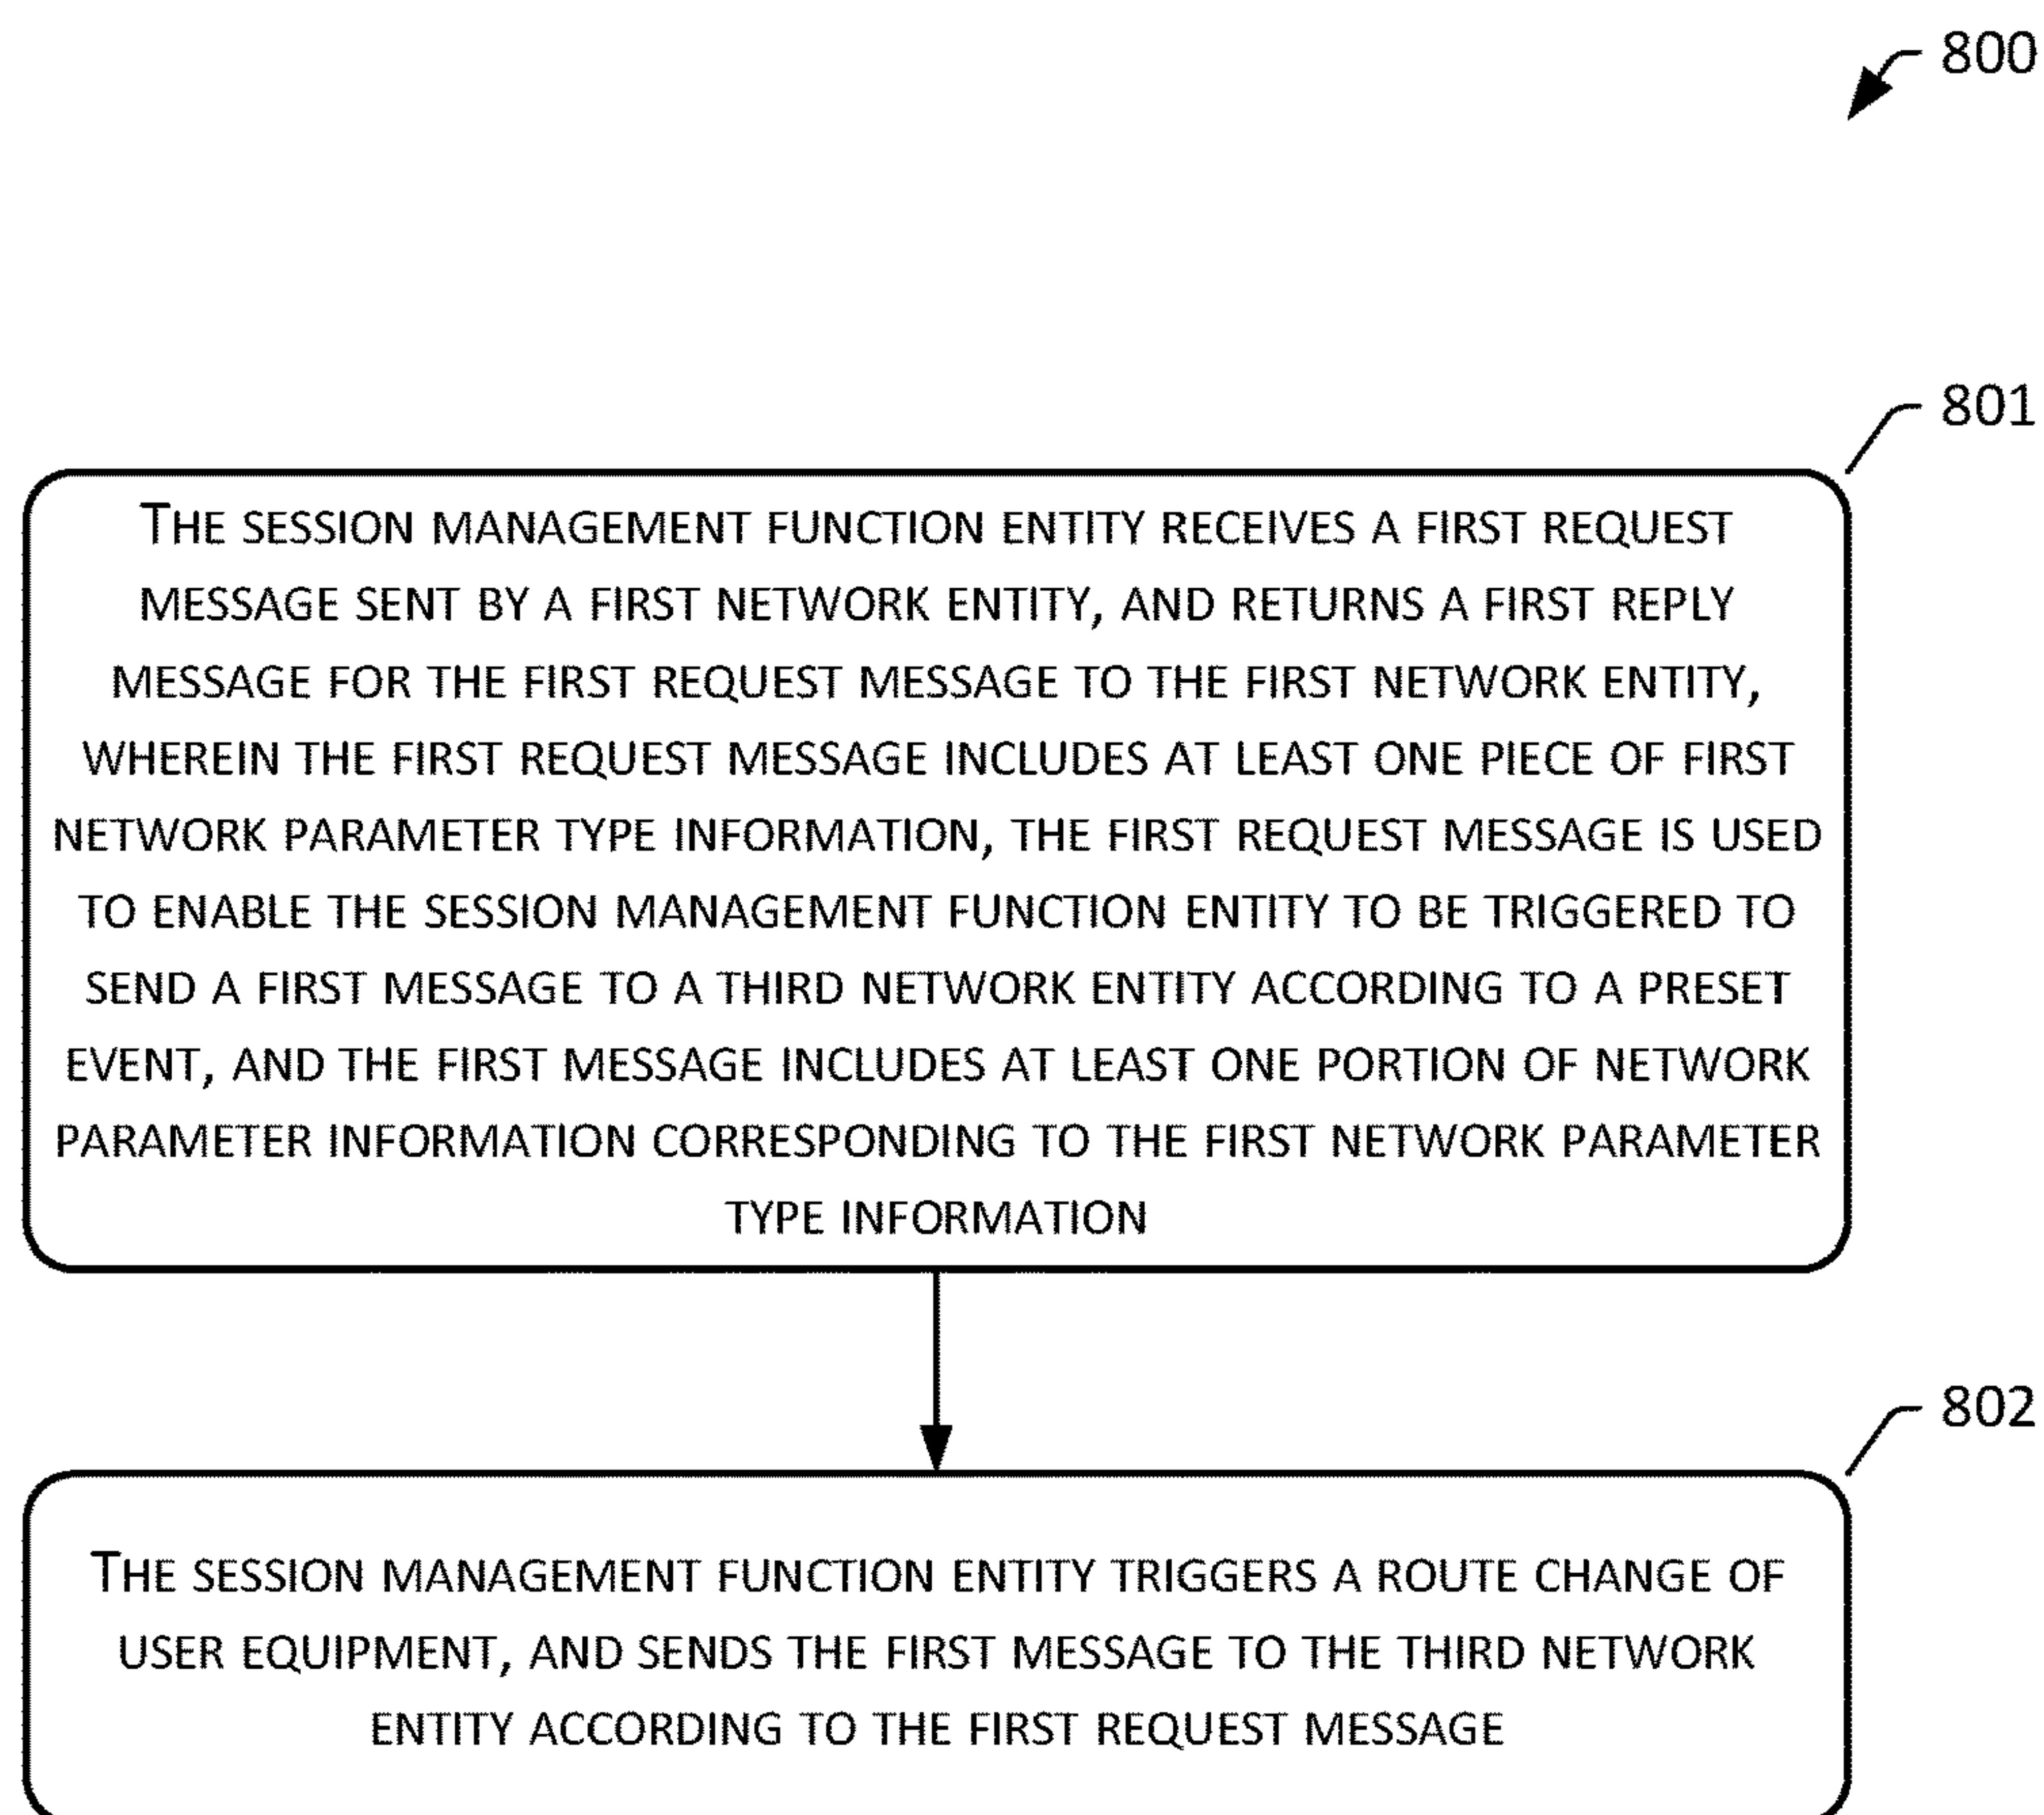 800
801
THE SESSION MANAGEMENT FUNCTION ENTITY RECEIVES A FIRST REQUEST
MESSAGE SENT BY A FIRST NETWORK ENTITY, AND RETURNS A FIRST REPLY
MESSAGE FOR THE FIRST REQUEST MESSAGE TO THE FIRST NETWORK ENTITY,
WHEREIN THE FIRST REQUEST MESSAGE INCLUDES AT LEAST ONE PIECE OF FIRST
NETWORK PARAMETER TYPE INFORMATION, THE FIRST REQUEST MESSAGE IS USED
TO ENABLE THE SESSION MANAGEMENT FUNCTION ENTITY TO BE TRIGGERED TO
SEND A FIRST MESSAGE TO A THIRD NETWORK ENTITY ACCORDING TO A PRESET
EVENT, AND THE FIRST MESSAGE INCLUDES AT LEAST ONE PORTION OF NETWORK
PARAMETER INFORMATION CORRESPONDING TO THE FIRST NETWORK PARAMETER
TYPE INFORMATION
802
THE SESSION MANAGEMENT FUNCTION ENTITY TRIGGERS A ROUTE CHANGE OF
USER EQUIPMENT, AND SENDS THE FIRST MESSAGE TO THE THIRD NETWORK
ENTITY ACCORDING TO THE FIRST REQUEST MESSAGE